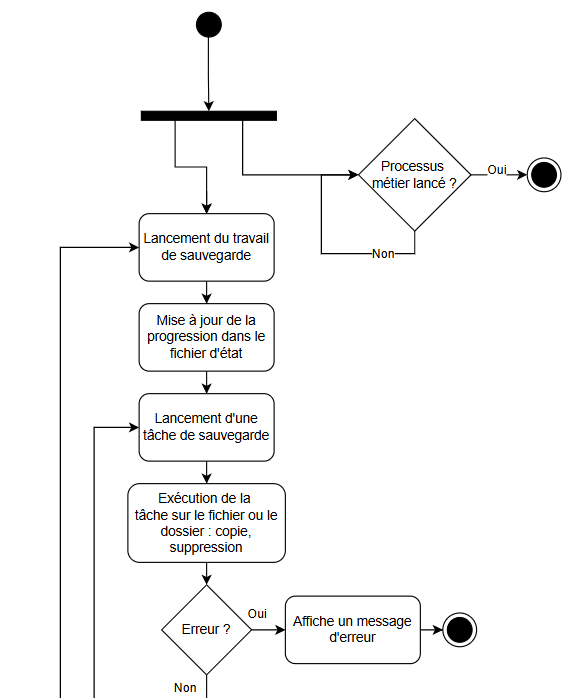 Processus
métier lancé ?
Oui
Non
Lancement du travail
de sauvegarde
Mise à jour de la
progression dans le
fichier d'état
Lancement d'une
tâche de sauvegarde
Exécution de la
tâche sur le fichier ou le
dossier : copie,
suppression
Erreur ?
Oui
Affiche un message
d'erreur
Non